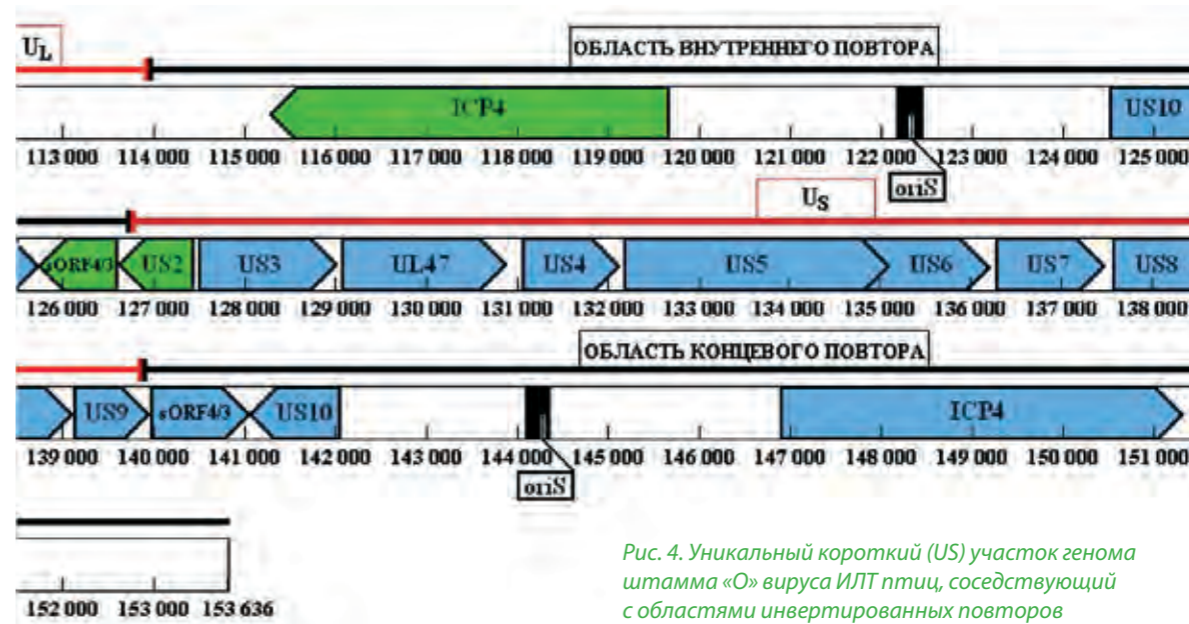 UL
ОБЛАСТЬ ВНУТРЕННЕГО ПОВТОРА
ICP4 US10
113 000 114 000 115 000 116 000 117 000 118 000 119 000 120 000 121 000 122 000 123 000 124 000 125 000
oriS
US
sORF4/3 US2 US3 UL47 US4 US5 US6 US7 US8
126 000 127 000 128 000 129 000 130 000 131 000 132 000 133 000 134 000 135 000 136 000 137 000 138 000
ОБЛАСТЬ КОНЦЕВОГО ПОВТОРА
US9 sORF4/3 US10 ICP4
139 000 140 000 141 000 142 000 143 000 144 000 145 000 146 000 147 000 148 000 149 000 150 000 151 000
oriS
152 000 153 000 153 636
Рис. 4. Уникальный короткий (US) участок генома
штамма «О» вируса ИЛТ птиц, соседствующий
с областями инвертированных повторов